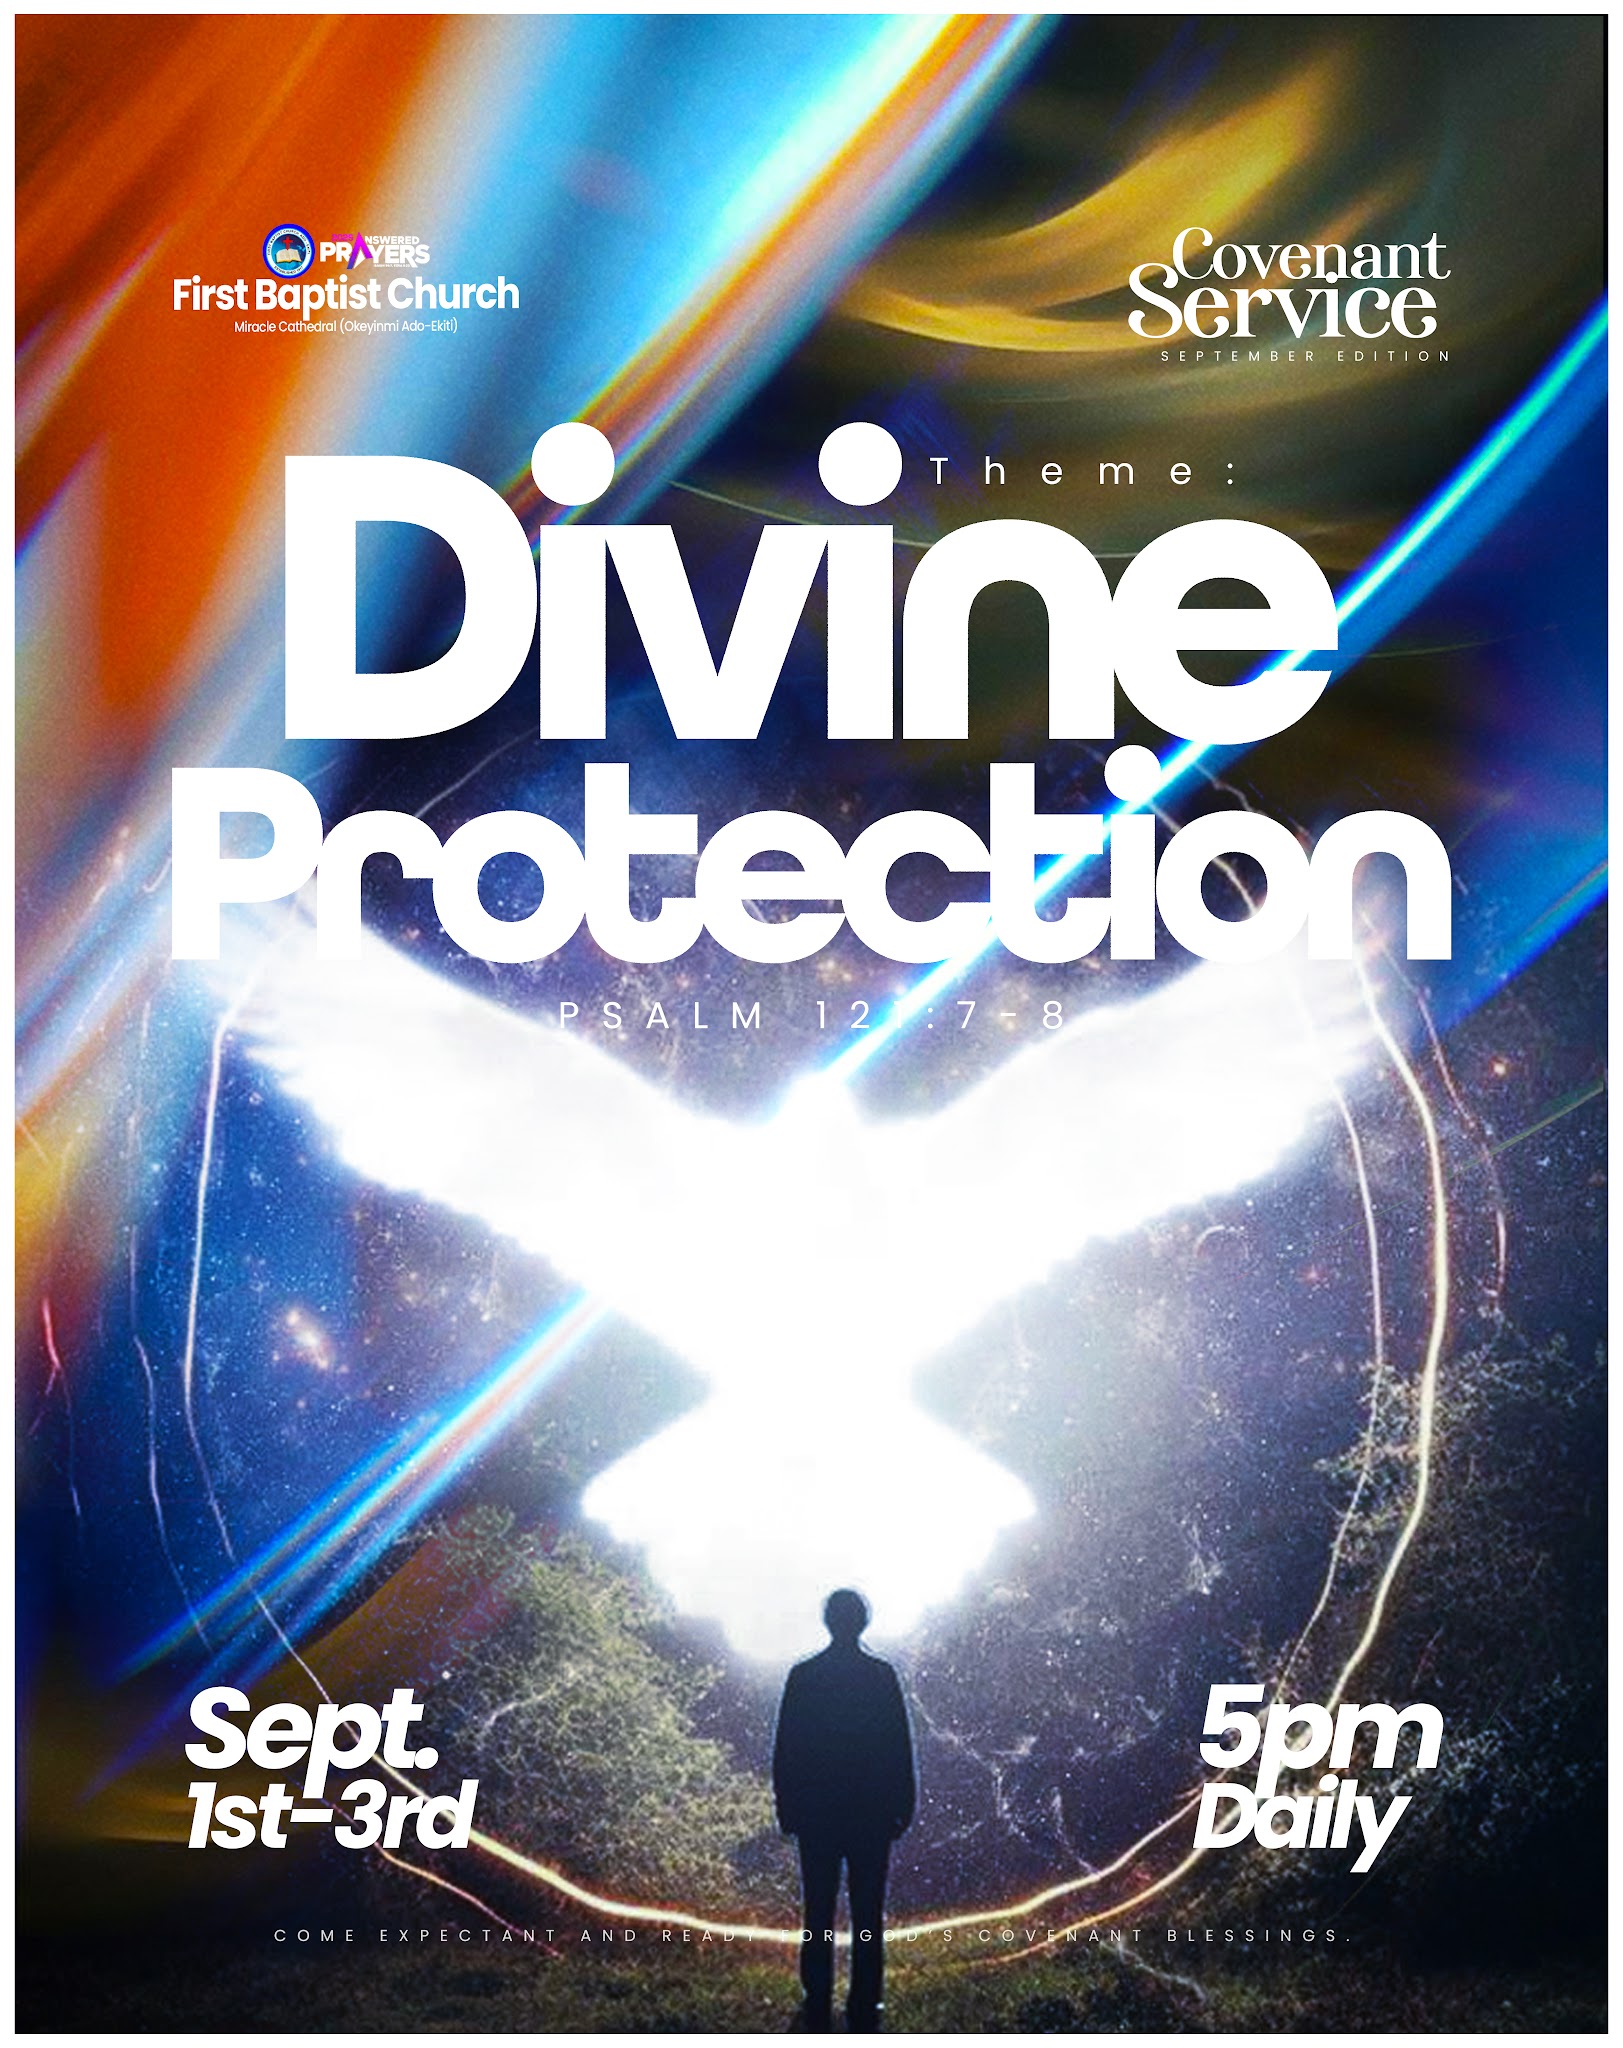 NSWERED
PRAYERS
First Baptist Church
Miracle Cathedral (Okeyinmi Ado-Ekiti)
Covenant
Service
SEPTEMBER EDITION
Theme:
Divine
Protection
PSALM 121:7-8
Sept.
1st-3rd
5pm
Daily
COME EXPECTANT AND READY FOR GOD'S COVENANT BLESSINGS.